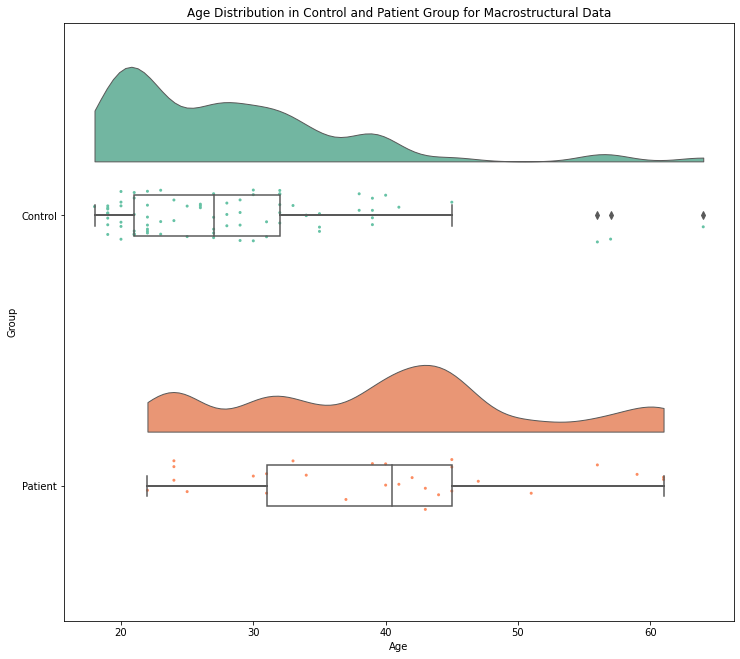 Age Distribution in Control and Patient Group for Macrostructural Data
Control
Group
Patient
20 30 40 50 60
Age